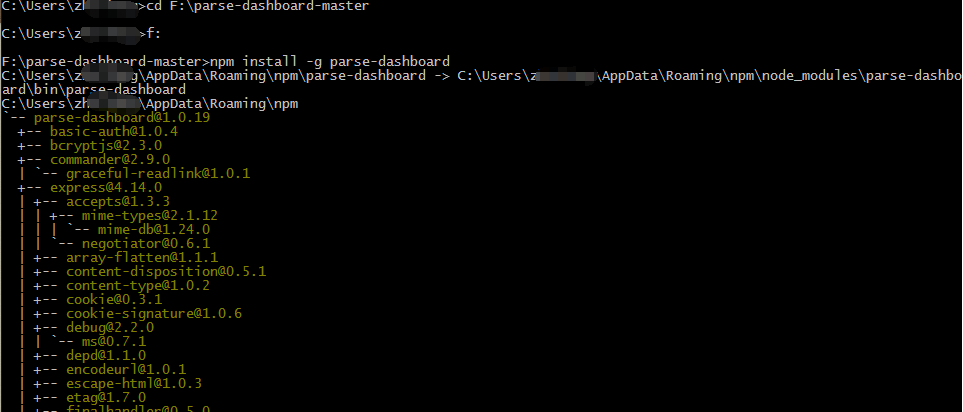 C:\Users\zh >cd F:\parse-dashboard-master
C:\Users\z >f:
F:\parse-dashboard-master>npm install -g parse-dashboard
C:\Users\zh g\AppData\Roaming\npm\parse-dashboard -> C:\Users\z \AppData\Roaming\npm\node_modules\parse-dashbo
ard\bin\parse-dashboard
C:\Users\zh \AppData\Roaming\npm
`-- parse-dashboard@1.0.19
+-- basic-auth@1.0.4
+-- bcryptjs@2.3.0
+-- commander@2.9.0
| `-- graceful-readlink@1.0.1
+-- express@4.14.0
| +-- accepts@1.3.3
| | +-- mime-types@2.1.12
| | | `-- mime-db@1.24.0
| | `-- negotiator@0.6.1
| +-- array-flatten@1.1.1
| +-- content-disposition@0.5.1
| +-- content-type@1.0.2
| +-- cookie@0.3.1
| +-- cookie-signature@1.0.6
| +-- debug@2.2.0
| | `-- ms@0.7.1
| +-- depd@1.1.0
| +-- encodeurl@1.0.1
| +-- escape-html@1.0.3
| +-- etag@1.7.0
| +-- finalhandler@0.5.0